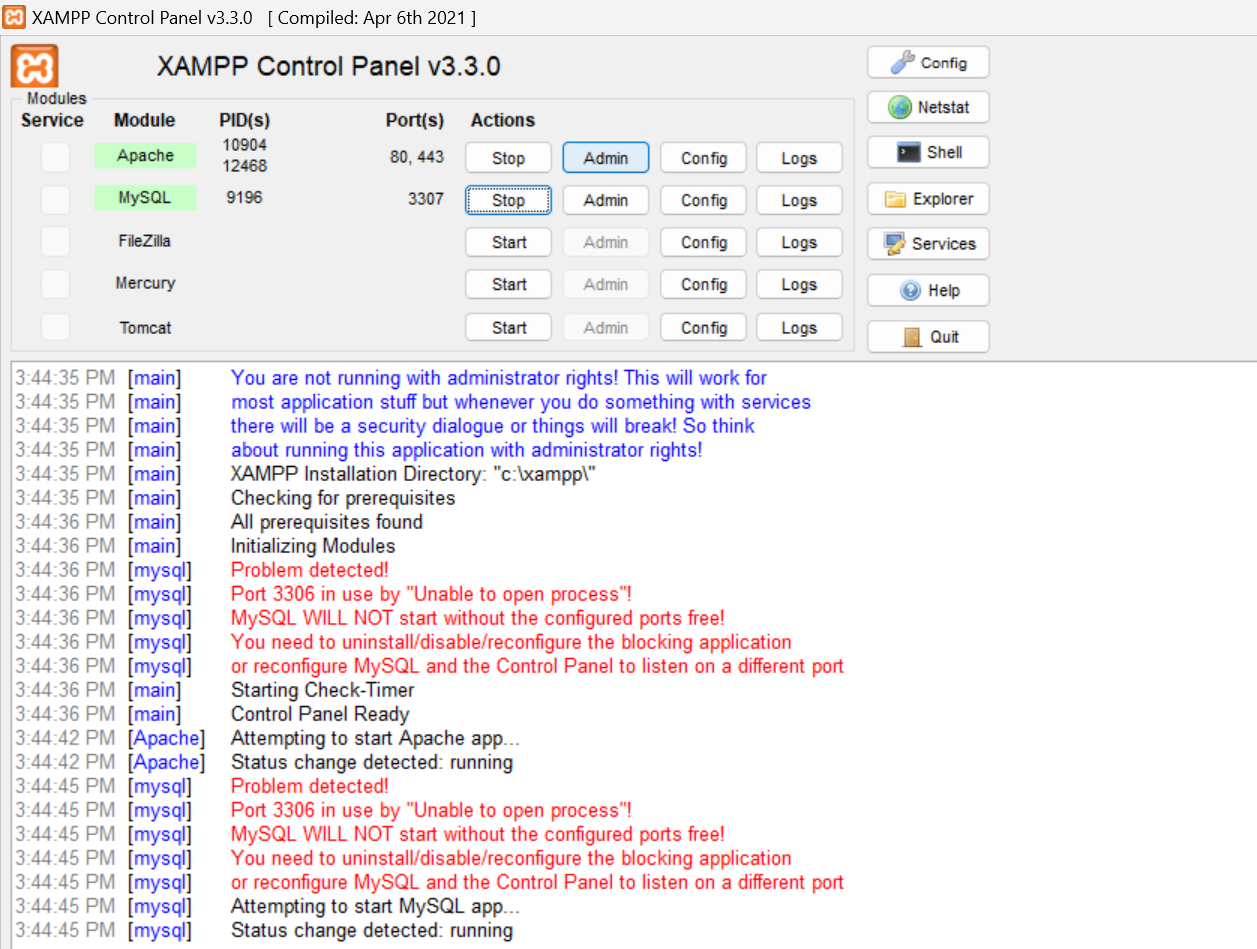 XAMPP Control Panel v3.3.0 [ Compiled: Apr 6th 2021 ]
XAMPP Control Panel v3.3.0
Config
Modules
Service Module PID(s) Port(s) Actions
Netstat
Apache 10904 12468 80, 443 Stop Admin Config Logs
Shell
MySQL 9196 3307 Stop Admin Config Logs
Explorer
FileZilla Start Admin Config Logs
Services
Mercury Start Admin Config Logs
Help
Tomcat Start Admin Config Logs
Quit
3:44:35 PM [main] You are not running with administrator rights! This will work for
3:44:35 PM [main] most application stuff but whenever you do something with services
3:44:35 PM [main] there will be a security dialogue or things will break! So think
3:44:35 PM [main] about running this application with administrator rights!
3:44:35 PM [main] XAMPP Installation Directory: "c:\xampp\"
3:44:35 PM [main] Checking for prerequisites
3:44:36 PM [main] All prerequisites found
3:44:36 PM [main] Initializing Modules
3:44:36 PM [mysql] Problem detected!
3:44:36 PM [mysql] Port 3306 in use by "Unable to open process"!
3:44:36 PM [mysql] MySQL WILL NOT start without the configured ports free!
3:44:36 PM [mysql] You need to uninstall/disable/reconfigure the blocking application
3:44:36 PM [mysql] or reconfigure MySQL and the Control Panel to listen on a different port
3:44:36 PM [main] Starting Check-Timer
3:44:36 PM [main] Control Panel Ready
3:44:42 PM [Apache] Attempting to start Apache app...
3:44:42 PM [Apache] Status change detected: running
3:44:45 PM [mysql] Problem detected!
3:44:45 PM [mysql] Port 3306 in use by "Unable to open process"!
3:44:45 PM [mysql] MySQL WILL NOT start without the configured ports free!
3:44:45 PM [mysql] You need to uninstall/disable/reconfigure the blocking application
3:44:45 PM [mysql] or reconfigure MySQL and the Control Panel to listen on a different port
3:44:45 PM [mysql] Attempting to start MySQL app...
3:44:45 PM [mysql] Status change detected: running